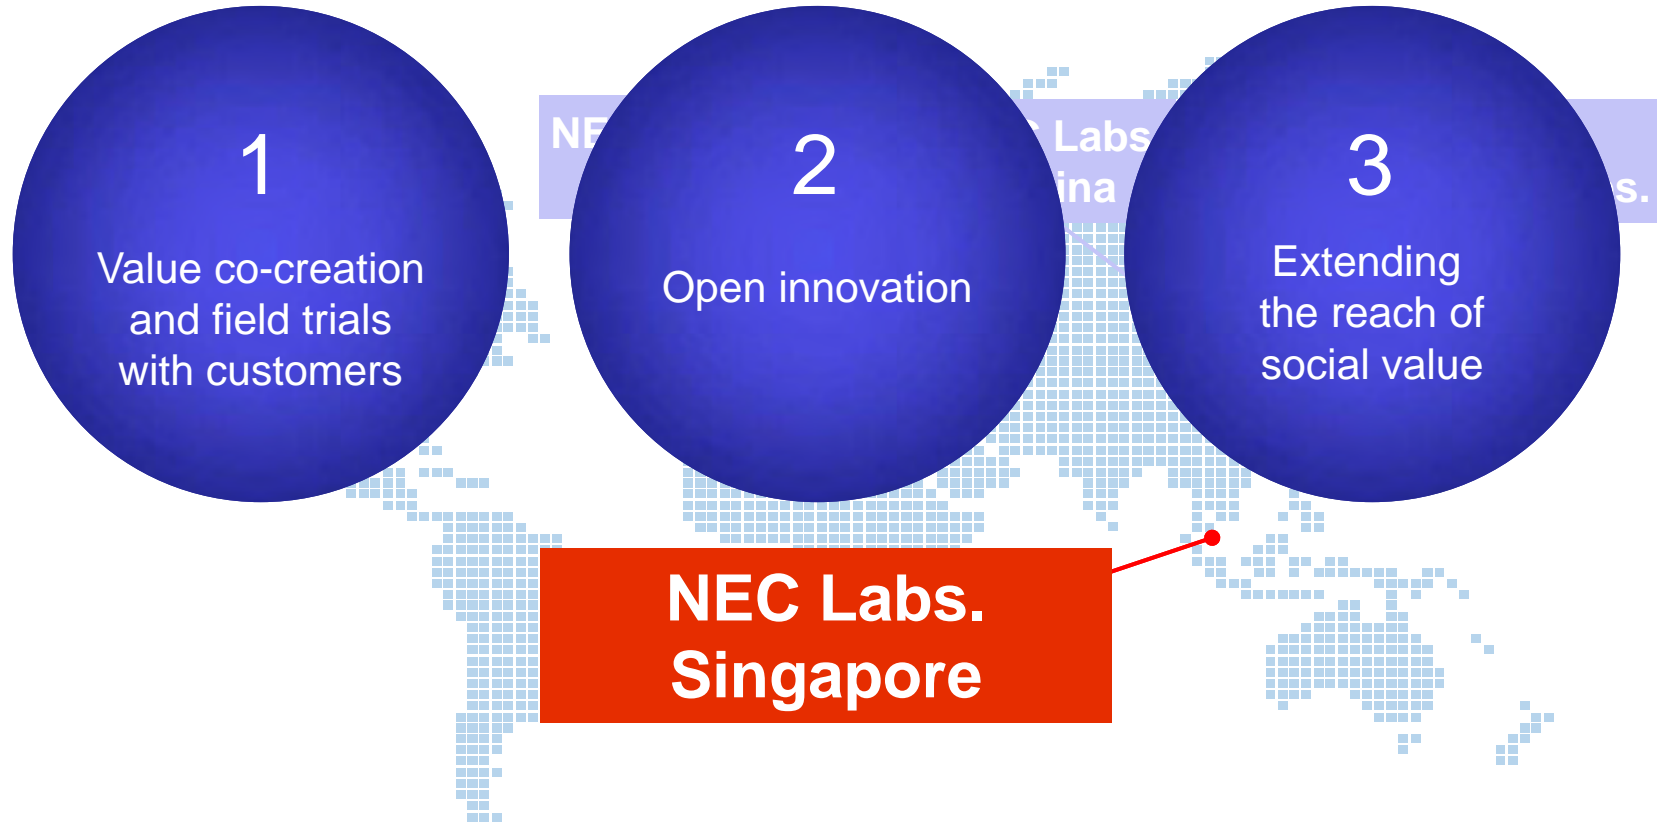 1
Value co-creation
and field trials
with customers
2
Open innovation
3
Extending
the reach of
social value
Labs
NEC Labs.
Singapore